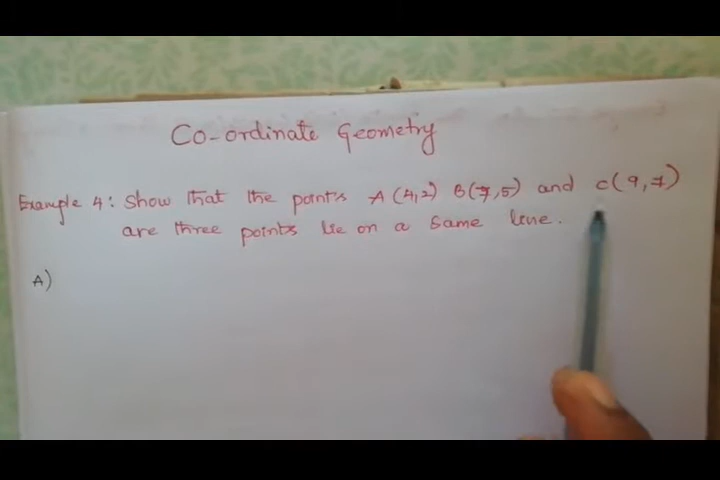 Co-ordinate Geometry
Example 4: Show that the points A (4,2) B(7,5) and C(9,7)
are three points lie on a same line.
A)